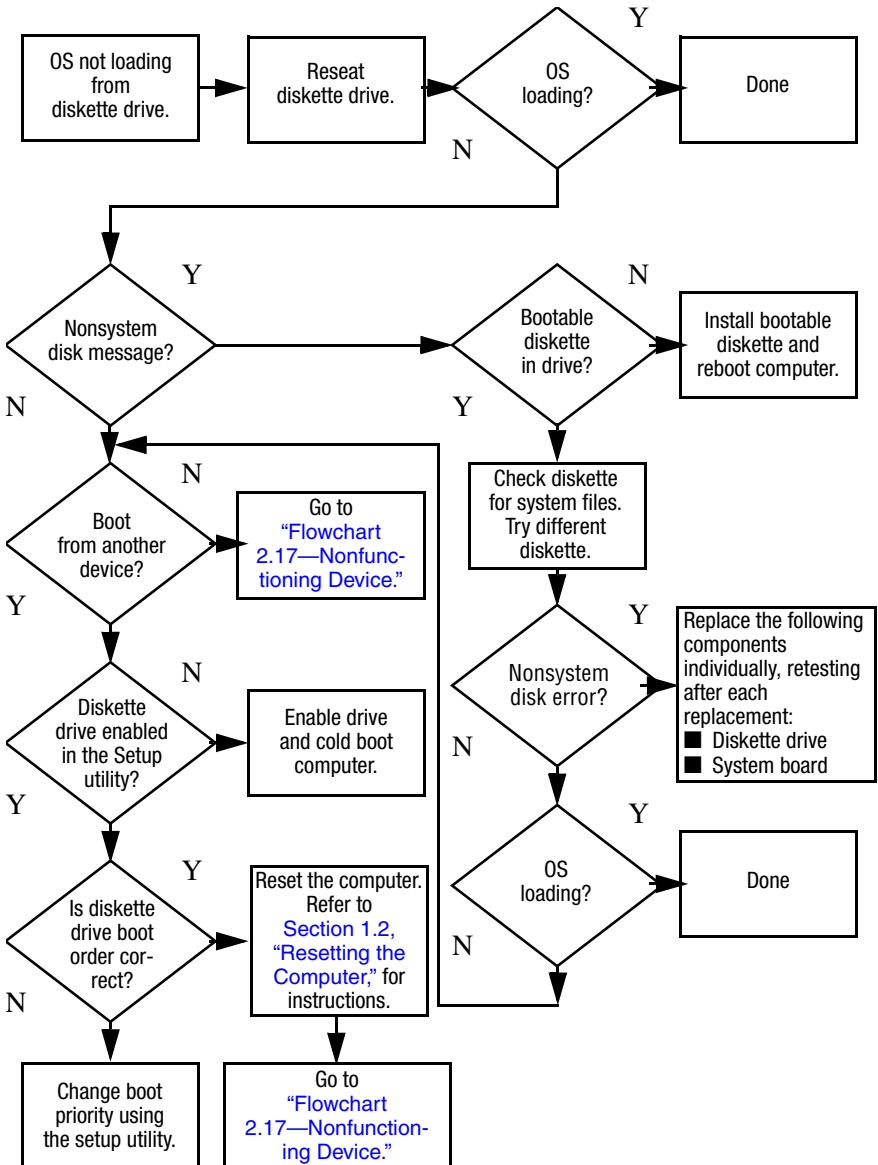 OS not loading
from
diskette drive.
Reseat
diskette drive.
OS
loading?
Y
Done
N
Nonsystem
disk message?
Y
N
Bootable
diskette
in drive?
N
Install bootable
diskette and
reboot computer.
Y
Boot
from another
device?
N
Go to
“Flowchart
2.17—Nonfunc-
tioning Device.”
Y
Check diskette
for system files.
Try different
diskette.
Nonsystem
disk error?
Y
Replace the following
components
individually, retesting
after each
replacement:
■ Diskette drive
■ System board
N
Diskette
drive enabled
in the Setup
utility?
N
Enable drive
and cold boot
computer.
Y
OS
loading?
Y
Done
N
Is diskette
drive boot
order cor-
rect?
Y
Reset the computer.
Refer to
Section 1.2,
“Resetting the
Computer,” for
instructions.
N
Change boot
priority using
the setup utility.
Go to
“Flowchart
2.17—Nonfunction-
ing Device.”